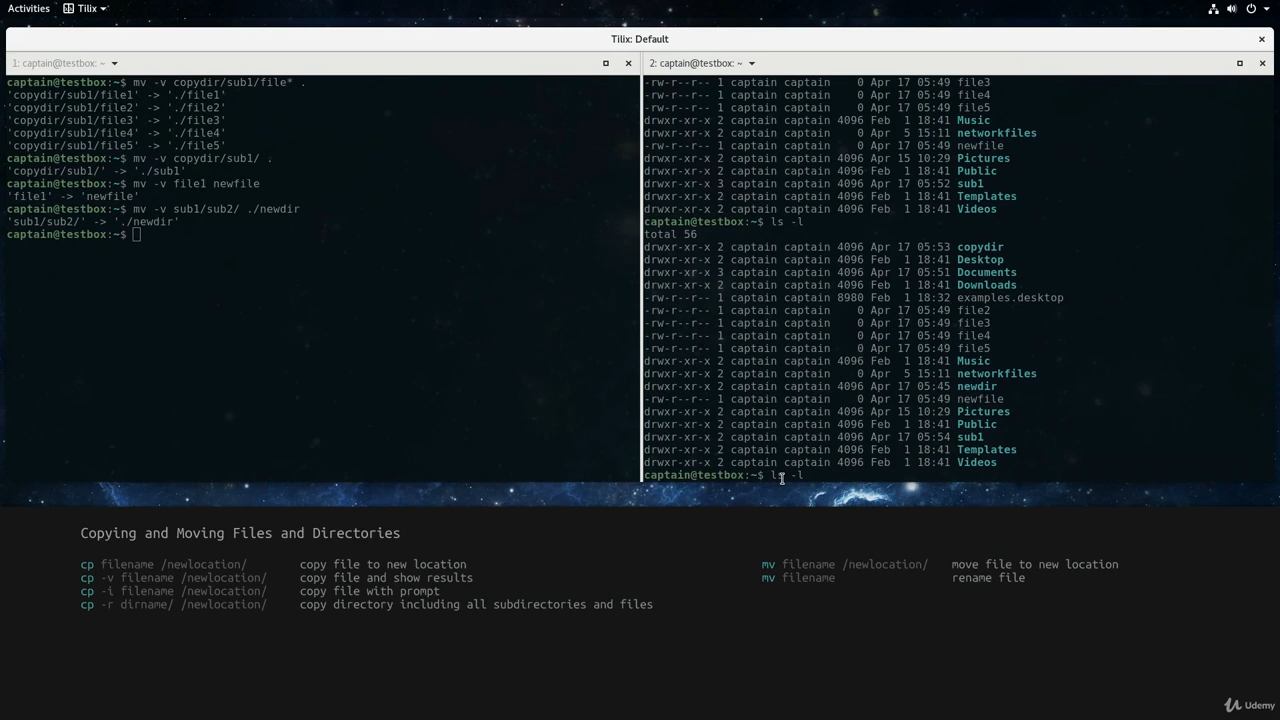 Activities Tilix
Tilix: Default
1: captain@testbox: ~
captain@testbox:~$ mv -v copydir/sub1/file* .
'copydir/sub1/file1' -> './file1'
'copydir/sub1/file2' -> './file2'
'copydir/sub1/file3' -> './file3'
'copydir/sub1/file4' -> './file4'
'copydir/sub1/file5' -> './file5'
captain@testbox:~$ mv -v copydir/sub1/ .
'copydir/sub1/' -> './sub1'
captain@testbox:~$ mv -v file1 newfile
'file1' -> 'newfile'
captain@testbox:~$ mv -v sub1/sub2/ ./newdir
'sub1/sub2/' -> './newdir'
captain@testbox:~$
2: captain@testbox: ~
-rw-r--r-- 1 captain captain    0 Apr 17 05:49 file3
-rw-r--r-- 1 captain captain    0 Apr 17 05:49 file4
-rw-r--r-- 1 captain captain    0 Apr 17 05:49 file5
drwxr-xr-x 2 captain captain 4096 Feb  1 18:41 Music
drwxr-xr-x 2 captain captain    0 Apr  5 15:11 networkfiles
-rw-r--r-- 1 captain captain    0 Apr 17 05:49 newfile
drwxr-xr-x 2 captain captain 4096 Apr 15 10:29 Pictures
drwxr-xr-x 2 captain captain 4096 Feb  1 18:41 Public
drwxr-xr-x 3 captain captain 4096 Apr 17 05:52 sub1
drwxr-xr-x 2 captain captain 4096 Feb  1 18:41 Templates
drwxr-xr-x 2 captain captain 4096 Feb  1 18:41 Videos
captain@testbox:~$ ls -l
total 56
drwxr-xr-x 2 captain captain 4096 Apr 17 05:53 copydir
drwxr-xr-x 2 captain captain 4096 Feb  1 18:41 Desktop
drwxr-xr-x 3 captain captain 4096 Apr 17 05:51 Documents
drwxr-xr-x 2 captain captain 4096 Feb  1 18:41 Downloads
-rw-r--r-- 1 captain captain 8980 Feb  1 18:32 examples.desktop
-rw-r--r-- 1 captain captain    0 Apr 17 05:49 file2
-rw-r--r-- 1 captain captain    0 Apr 17 05:49 file3
-rw-r--r-- 1 captain captain    0 Apr 17 05:49 file4
-rw-r--r-- 1 captain captain    0 Apr 17 05:49 file5
drwxr-xr-x 2 captain captain 4096 Feb  1 18:41 Music
drwxr-xr-x 2 captain captain    0 Apr  5 15:11 networkfiles
drwxr-xr-x 2 captain captain 4096 Apr 17 05:45 newdir
-rw-r--r-- 1 captain captain    0 Apr 17 05:49 newfile
drwxr-xr-x 2 captain captain 4096 Apr 15 10:29 Pictures
drwxr-xr-x 2 captain captain 4096 Feb  1 18:41 Public
drwxr-xr-x 2 captain captain 4096 Apr 17 05:54 sub1
drwxr-xr-x 2 captain captain 4096 Feb  1 18:41 Templates
drwxr-xr-x 2 captain captain 4096 Feb  1 18:41 Videos
captain@testbox:~$ ls -l
Copying and Moving Files and Directories
cp filename /newlocation/ copy file to new location
cp -v filename /newlocation/ copy file and show results
cp -i filename /newlocation/ copy file with prompt
cp -r dirname/ /newlocation/ copy directory including all subdirectories and files
mv filename /newlocation/ move file to new location
mv filename rename file
Udemy